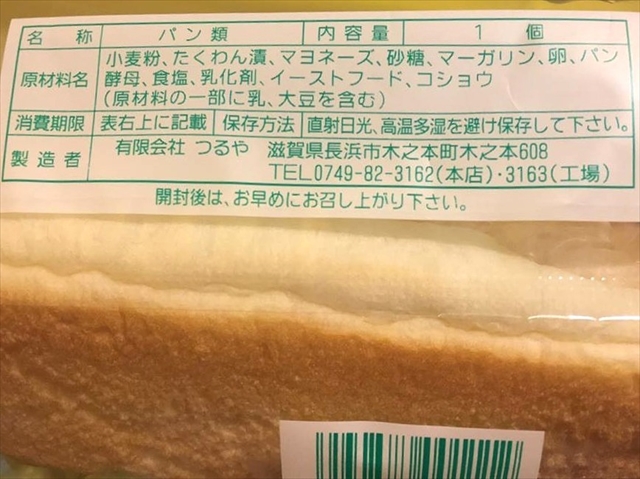 名称 パン類 内容量 1個
原材料名 小麦粉、たくわん漬、マヨネーズ、砂糖、マーガリン、卵、パン
酵母、食塩、乳化剤、イーストフード、コショウ
(原材料の一部に乳、大豆を含む)
消費期限 表右上に記載 保存方法 直射日光、高温多湿を避け保存して下さい。
製造者 有限会社 つるや 滋賀県長浜市木之本町木之本608
TEL0749-82-3162(本店)・3163(工場)
開封後は、お早めにお召し上がり下さい。